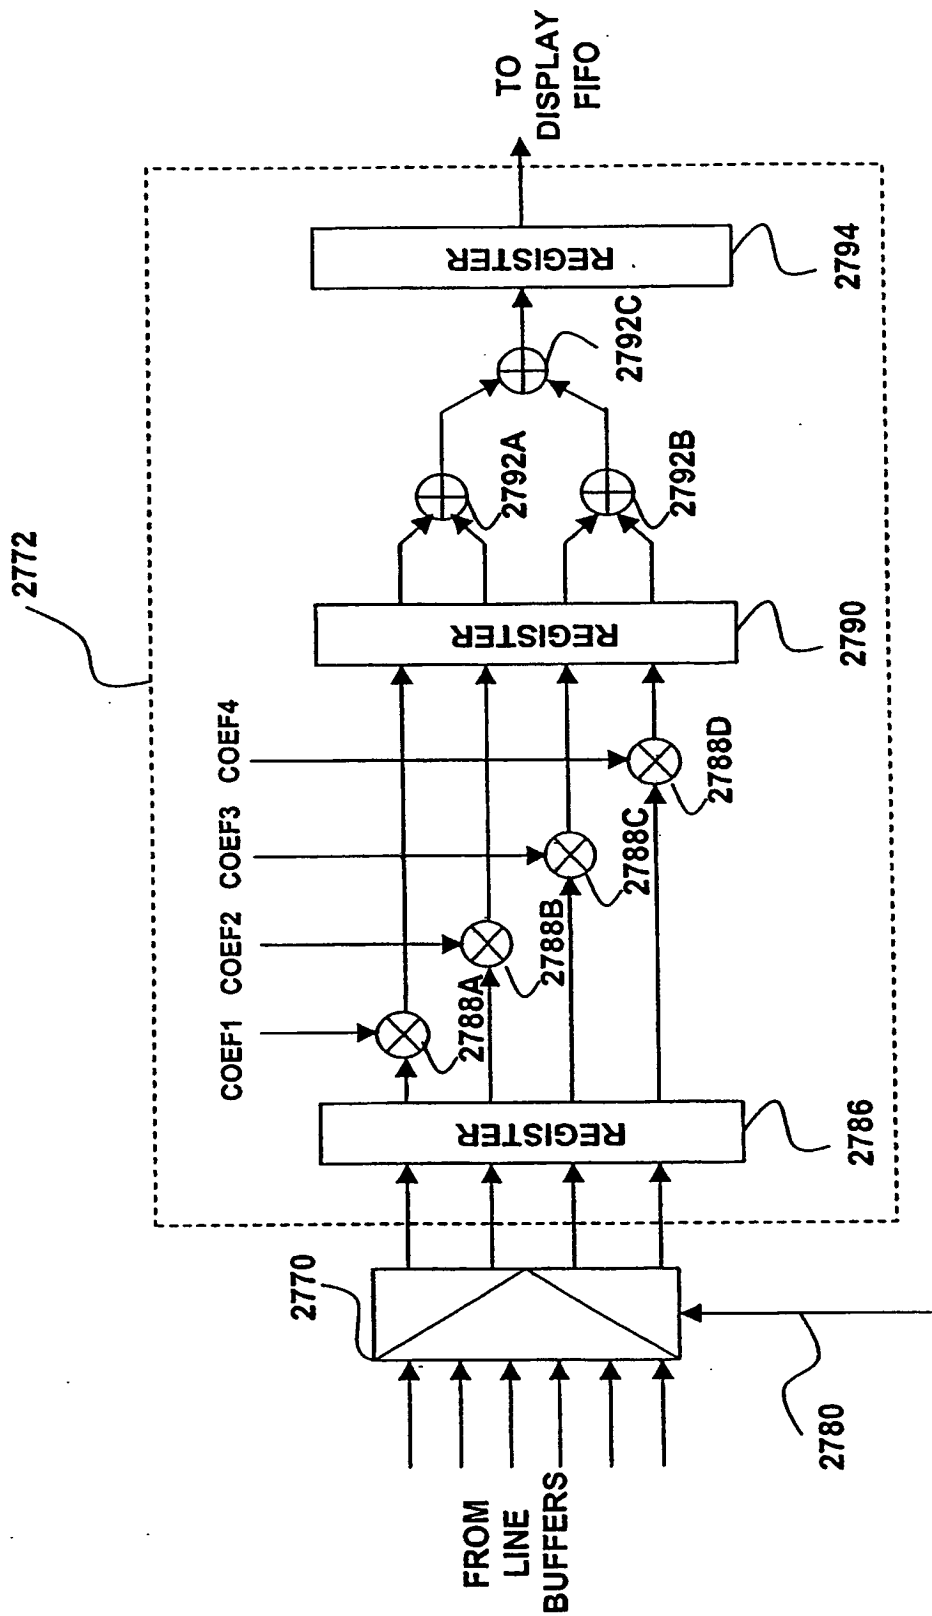 2772
COEF1
COEF2
COEF3
COEF4
FROM
LINE
BUFFERS
2770
2780
REGISTER
2786
2788A
2788B
2788C
2788D
REGISTER
2790
2792A
2792B
2792C
REGISTER
2794
TO
DISPLAY
FIFO